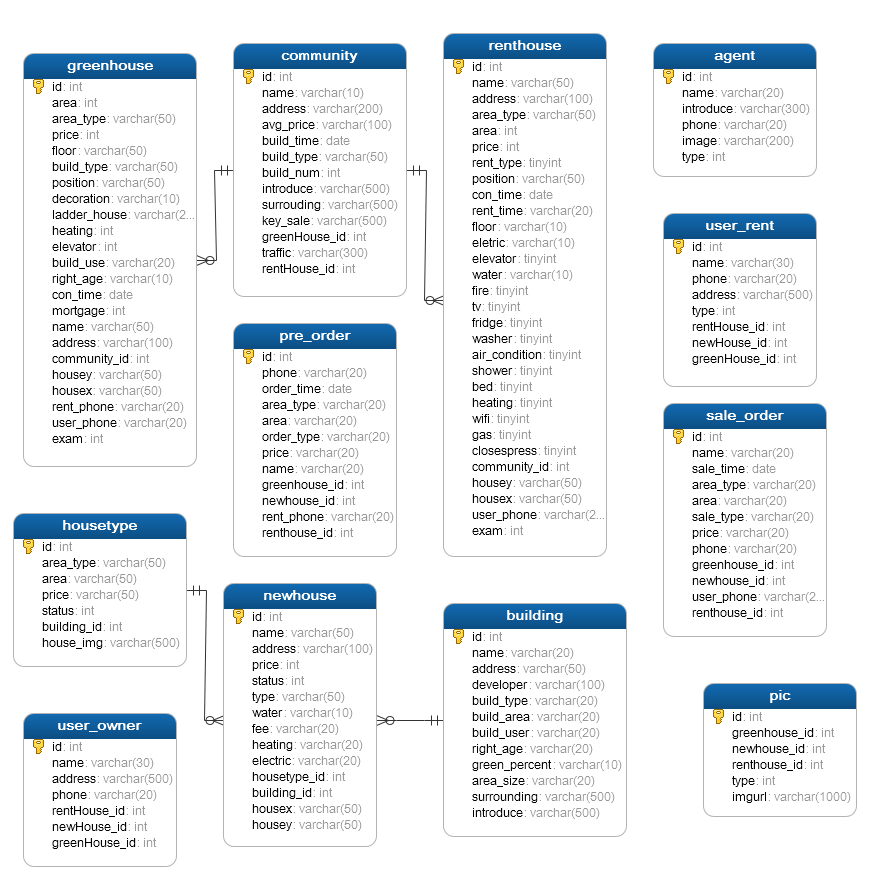 greenhouse
id: int
area: int
area_type: varchar(50)
price: int
floor: varchar(50)
build_type: varchar(50)
position: varchar(50)
decoration: varchar(10)
ladder_house: varchar(2...
heating: int
elevator: int
build_use: varchar(20)
right_age: varchar(10)
con_time: date
mortgage: int
name: varchar(50)
address: varchar(100)
community_id: int
housey: varchar(50)
housex: varchar(50)
rent_phone: varchar(20)
user_phone: varchar(20)
exam: int
community
id: int
name: varchar(10)
address: varchar(200)
avg_price: varchar(100)
build_time: date
build_type: varchar(50)
build_num: int
introduce: varchar(500)
surrouding: varchar(500)
key_sale: varchar(500)
greenHouse_id: int
traffic: varchar(300)
rentHouse_id: int
renthouse
id: int
name: varchar(50)
address: varchar(100)
area_type: varchar(50)
area: int
price: int
rent_type: tinyint
position: varchar(50)
con_time: date
rent_time: varchar(20)
floor: varchar(10)
eletric: varchar(10)
elevator: tinyint
water: varchar(10)
fire: tinyint
tv: tinyint
fridge: tinyint
washer: tinyint
air_condition: tinyint
shower: tinyint
bed: tinyint
heating: tinyint
wifi: tinyint
gas: tinyint
closespress: tinyint
community_id: int
housey: varchar(50)
housex: varchar(50)
user_phone: varchar(2...
exam: int
agent
id: int
name: varchar(20)
introduce: varchar(300)
phone: varchar(20)
image: varchar(200)
type: int
user_rent
id: int
name: varchar(30)
phone: varchar(20)
address: varchar(500)
type: int
rentHouse_id: int
newHouse_id: int
greenHouse_id: int
pre_order
id: int
phone: varchar(20)
order_time: date
area_type: varchar(20)
area: varchar(20)
order_type: varchar(20)
price: varchar(20)
name: varchar(20)
greenhouse_id: int
newhouse_id: int
rent_phone: varchar(20)
renthouse_id: int
sale_order
id: int
name: varchar(20)
sale_time: date
area_type: varchar(20)
area: varchar(20)
sale_type: varchar(20)
price: varchar(20)
phone: varchar(20)
greenhouse_id: int
newhouse_id: int
user_phone: varchar(2...
renthouse_id: int
housetype
id: int
area_type: varchar(50)
area: varchar(50)
price: varchar(50)
status: int
building_id: int
house_img: varchar(500)
newhouse
id: int
name: varchar(50)
address: varchar(100)
price: int
status: int
type: varchar(50)
water: varchar(10)
fee: varchar(20)
heating: varchar(20)
electric: varchar(20)
housetype_id: int
building_id: int
housex: varchar(50)
housey: varchar(50)
building
id: int
name: varchar(20)
address: varchar(50)
developer: varchar(100)
build_type: varchar(20)
build_area: varchar(20)
build_user: varchar(20)
right_age: varchar(20)
green_percent: varchar(10)
area_size: varchar(20)
surrounding: varchar(500)
introduce: varchar(500)
user_owner
id: int
name: varchar(30)
address: varchar(500)
phone: varchar(20)
rentHouse_id: int
newHouse_id: int
greenHouse_id: int
pic
id: int
greenhouse_id: int
newhouse_id: int
renthouse_id: int
type: int
imgurl: varchar(1000)